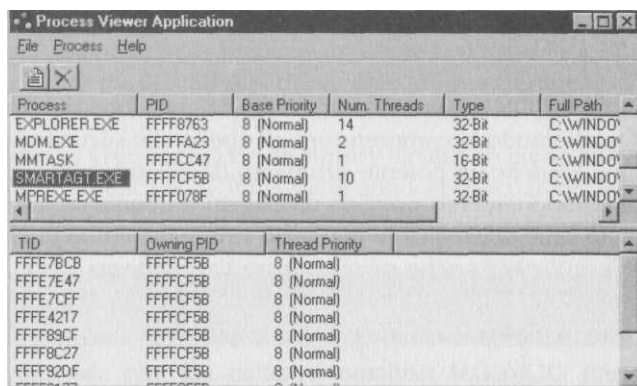 Process Viewer Application
File Process Help
Process PID Base Priority Num. Threads Type Full Path
EXPLORER.EXE FFFF8763 8 (Normal) 14 32-Bit C:\WINDO
MDM.EXE FFFFFA23 8 (Normal) 2 32-Bit C:\WINDO
MMTASK FFFFCC47 8 (Normal) 1 16-Bit C:\WINDO
SMARTAGT.EXE FFFFCF5B 8 (Normal) 10 32-Bit C:\WINDO
MPREXE.EXE FFFF078F 8 (Normal) 1 32-Bit C:\WINDO
TID Owning PID Thread Priority
FFFE7BCB FFFFCF5B 8 (Normal)
FFFE7E47 FFFFCF5B 8 (Normal)
FFFE7CFF FFFFCF5B 8 (Normal)
FFFE4217 FFFFCF5B 8 (Normal)
FFFF89CF FFFFCF5B 8 (Normal)
FFFF8C27 FFFFCF5B 8 (Normal)
FFFF92DF FFFFCF5B 8 (Normal)